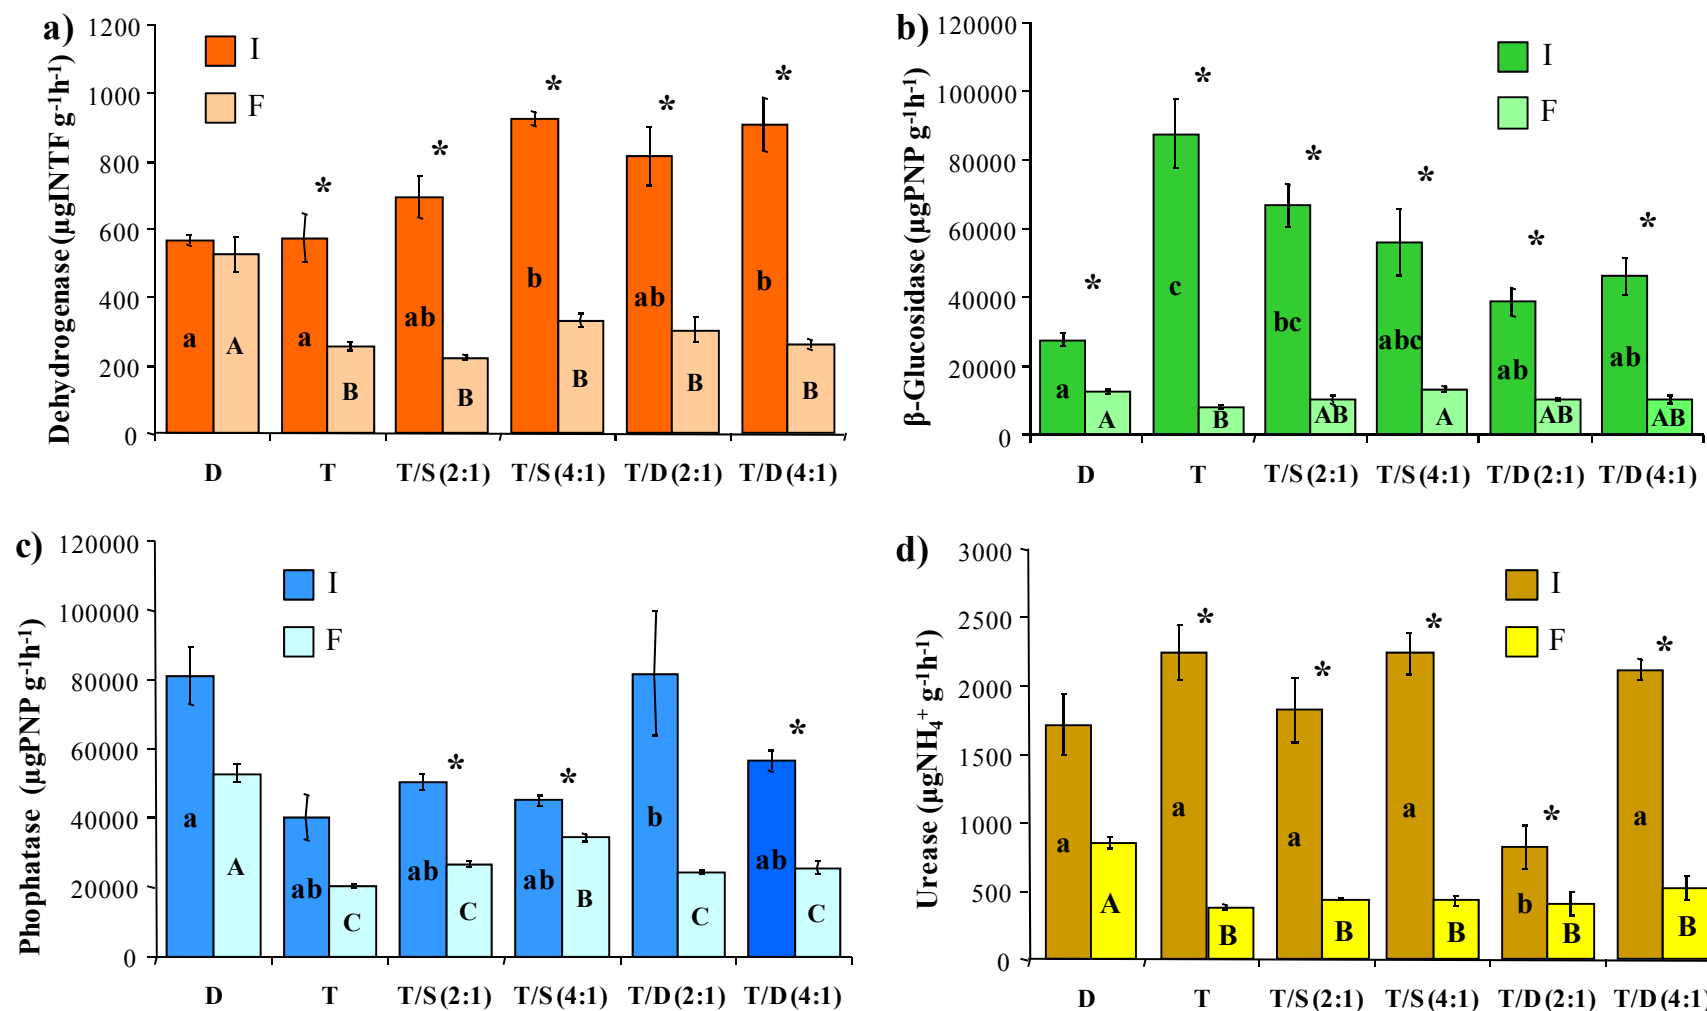 a)
Dehydrogenase (µgINTF g-1h-1)
1200
1000
800
600
400
200
0
I
F
* * * * *
a A a B ab B b B ab B b B
D T T/S (2:1) T/S (4:1) T/D (2:1) T/D (4:1)
b)
β-Glucosidase (µgPNP g-1h-1)
120000
100000
80000
60000
40000
20000
0
I
F
* * * * * *
a A c B bc AB abc A ab AB ab AB
D T T/S (2:1) T/S (4:1) T/D (2:1) T/D (4:1)
c)
Phophatase (µgPNP g-1h-1)
120000
100000
80000
60000
40000
20000
0
I
F
* * *
a A ab C ab C ab B b C ab C
D T T/S (2:1) T/S (4:1) T/D (2:1) T/D (4:1)
d)
Urease (µgNH4+ g-1h-1)
3000
2500
2000
1500
1000
500
0
I
F
* * * * *
a A a B a B a B b B a B
D T T/S (2:1) T/S (4:1) T/D (2:1) T/D (4:1)